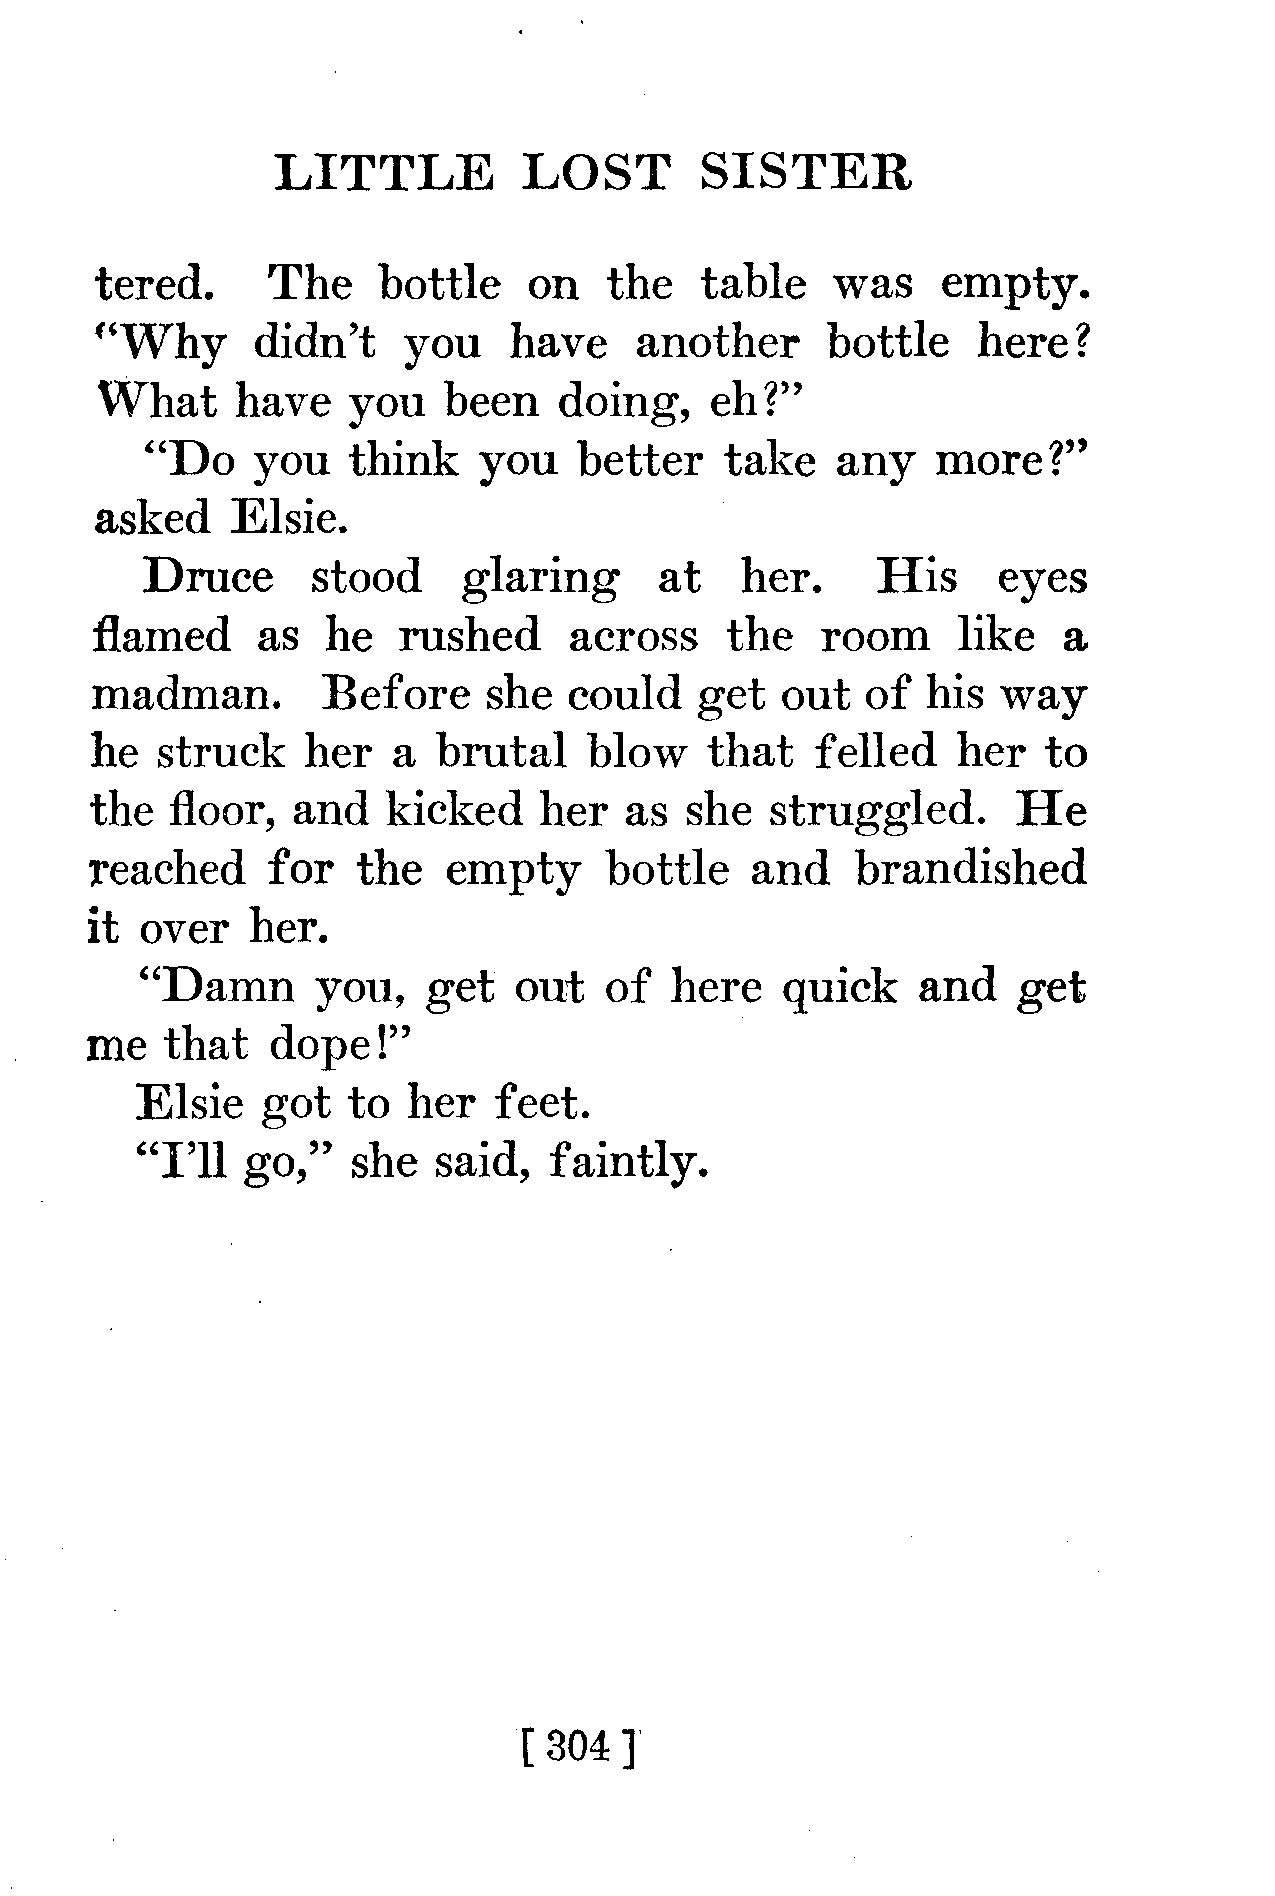 LITTLE LOST SISTER
tered. The bottle on the table was empty.
“Why didn’t you have another bottle here?
What have you been doing, eh?”
“Do you think you better take any more?”
asked Elsie.
Druce stood glaring at her. His eyes
flamed as he rushed across the room like a
madman. Before she could get out of his way
he struck her a brutal blow that felled her to
the floor, and kicked her as she struggled. He
reached for the empty bottle and brandished
it over her.
“Damn you, get out of here quick and get
me that dope!”
Elsie got to her feet.
“I’ll go,” she said, faintly.
[ 304 ]